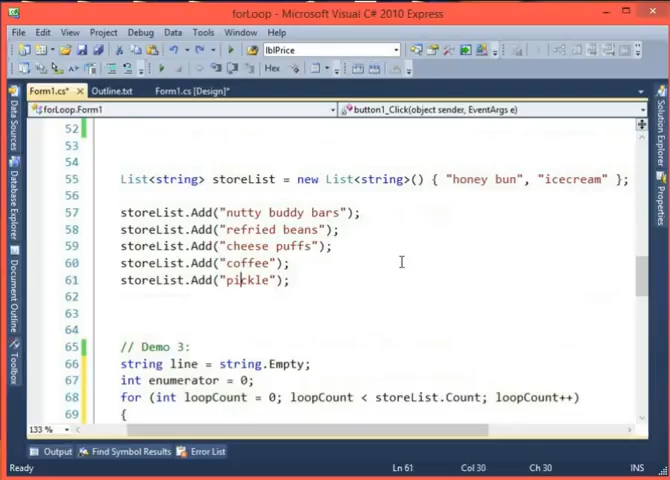 forLoop - Microsoft Visual C# 2010 Express
File Edit View Project Debug Data Tools Window Help
lblPrice
Hex
Form1.cs* Outline.txt Form1.cs [Design]*
forLoop.Form1 button1_Click(object sender, EventArgs e)
Data Sources
Database Explorer
Document Outline
Toolbox
52
53
54
55 List<string> storeList = new List<string>() { "honey bun", "icecream" };
56
57 storeList.Add("nutty buddy bars");
58 storeList.Add("refried beans");
59 storeList.Add("cheese puffs");
60 storeList.Add("coffee");
61 storeList.Add("pickle");
62
63
64
65 // Demo 3:
66 string line = string.Empty;
67 int enumerator = 0;
68 for (int loopCount = 0; loopCount < storeList.Count; loopCount++)
69 {
Solution Explorer
Properties
133 %
Output Find Symbol Results Error List
Ready Ln 61 Col 30 Ch 30 INS